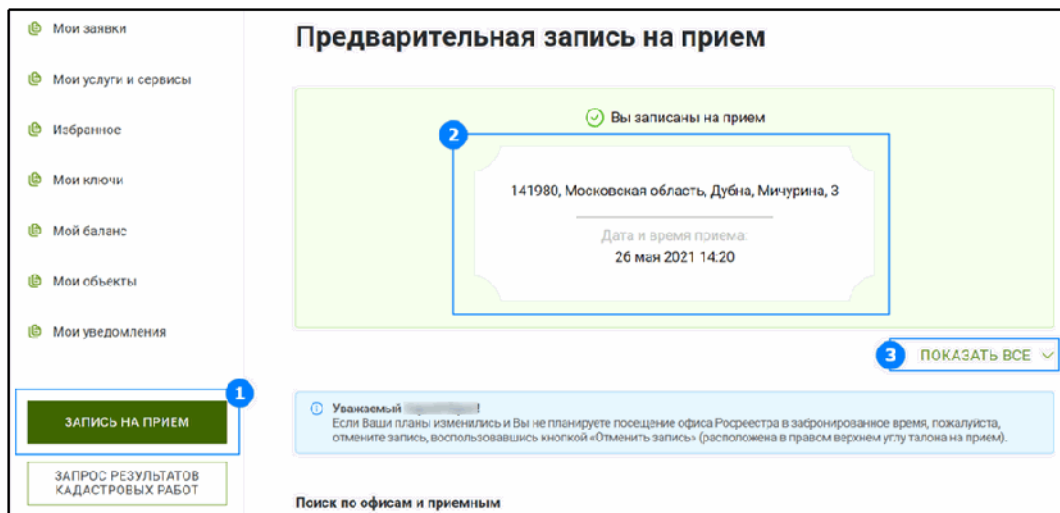 Мои заявки
Мои услуги и сервисы
Избранное
Мои ключи
Мой баланс
Мои объекты
Мои уведомления
1
ЗАПИСЬ НА ПРИЕМ
ЗАПРОС РЕЗУЛЬТАТОВ
КАДАСТРОВЫХ РАБОТ
Предварительная запись на прием
Вы записаны на прием
2
141980, Московская область, Дубна, Мичурина, 3
Дата и время приема:
26 мая 2021 14:20
3 ПОКАЗАТЬ ВСЕ
Уважаемый !
Если Ваши планы изменились и Вы не планируете посещение офиса Росреестра в забронированное время, пожалуйста,
отмените запись, воспользовавшись кнопкой «Отменить запись» (расположена в правом верхнем углу талона на прием).
Поиск по офисам и приемным